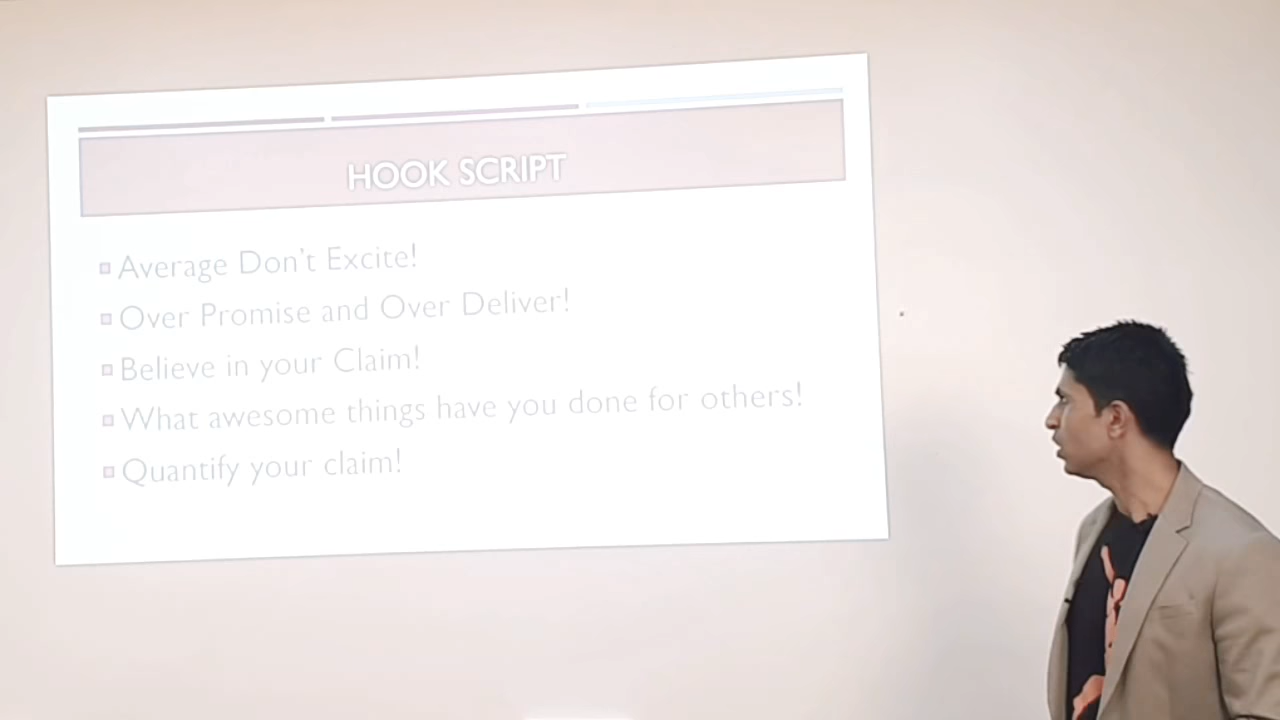 HOOK SCRIPT
Average Don't Excite!
Over Promise and Over Deliver!
Believe in your Claim!
What awesome things have you done for others!
Quantify your claim!